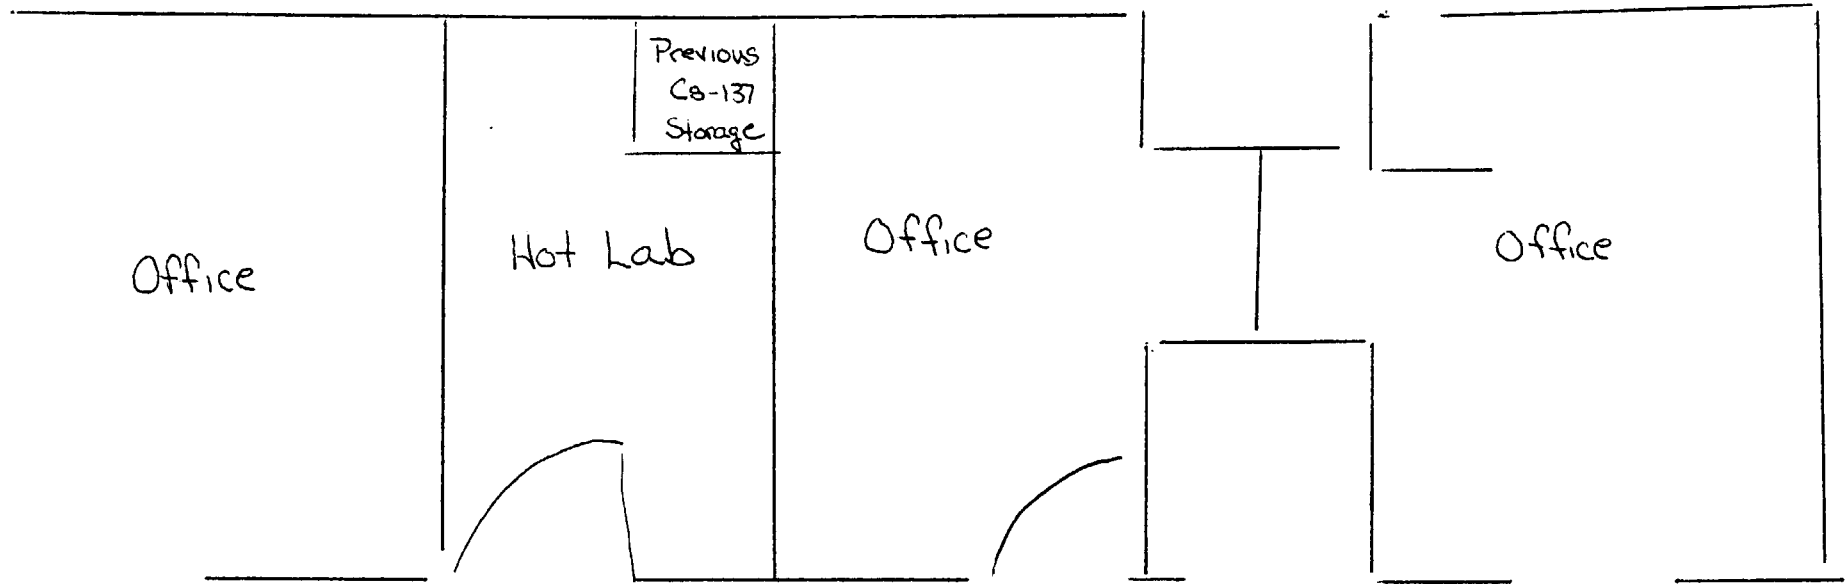 Previous
Cs-137
Storage
Office
Hot Lab
Office
Office